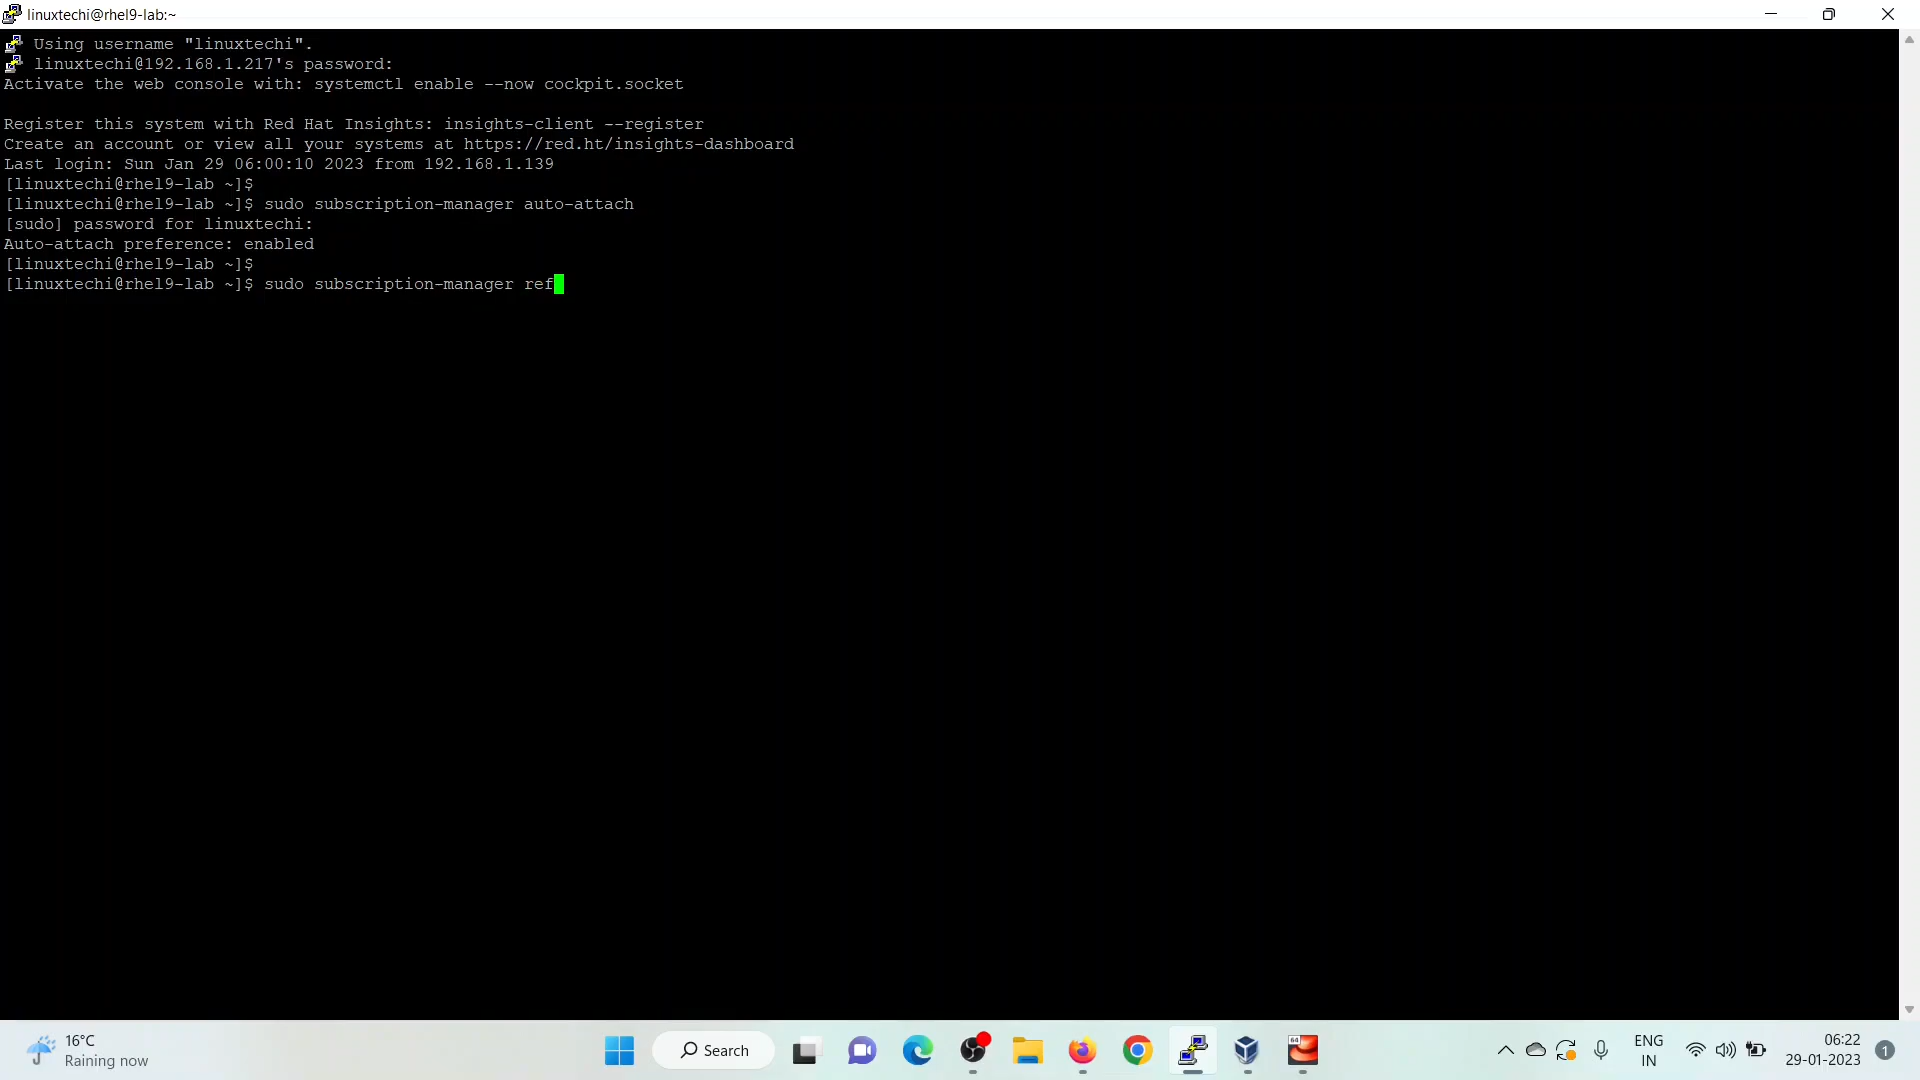 linuxtechi@rhel9-lab:~
Using username "linuxtechi".
linuxtechi@192.168.1.217's password:
Activate the web console with: systemctl enable --now cockpit.socket
Register this system with Red Hat Insights: insights-client --register
Create an account or view all your systems at https://red.ht/insights-dashboard
Last login: Sun Jan 29 06:00:10 2023 from 192.168.1.139
[linuxtechi@rhel9-lab ~]$
[linuxtechi@rhel9-lab ~]$ sudo subscription-manager auto-attach
[sudo] password for linuxtechi:
Auto-attach preference: enabled
[linuxtechi@rhel9-lab ~]$
[linuxtechi@rhel9-lab ~]$ sudo subscription-manager ref
16°C
Raining now
Search
64
ENG
IN
06:22
29-01-2023
1